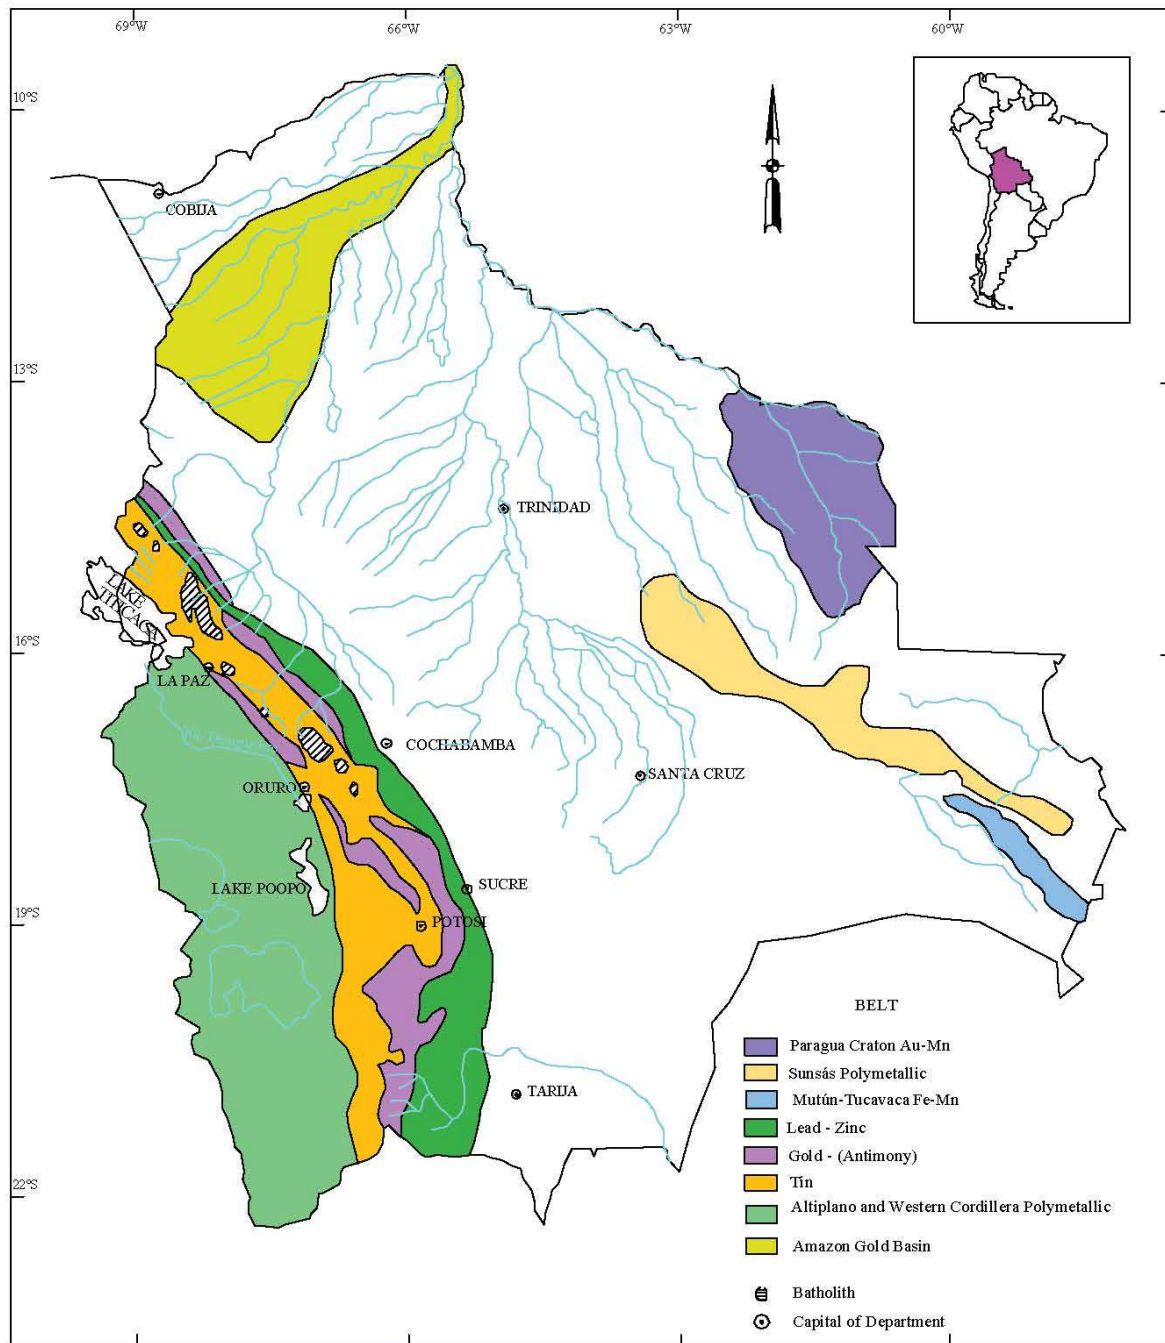 69°W 66°W 63°W 60°W
10°S
COBIJA
13°S
TRINIDAD
LAKE
TITICACA
16°S
LA PAZ
COCHABAMBA
SANTA CRUZ
ORURO
LAKE POOPO
SUCRE
19°S
POTOSI
BELT
Paragua Craton Au-Mn
Sunsás Polymetallic
Mutún-Tucavaca Fe-Mn
TARIJA
Lead - Zinc
Gold - (Antimony)
Tin
22°S
Altiplano and Western Cordillera Polymetallic
Amazon Gold Basin
Batholith
Capital of Department